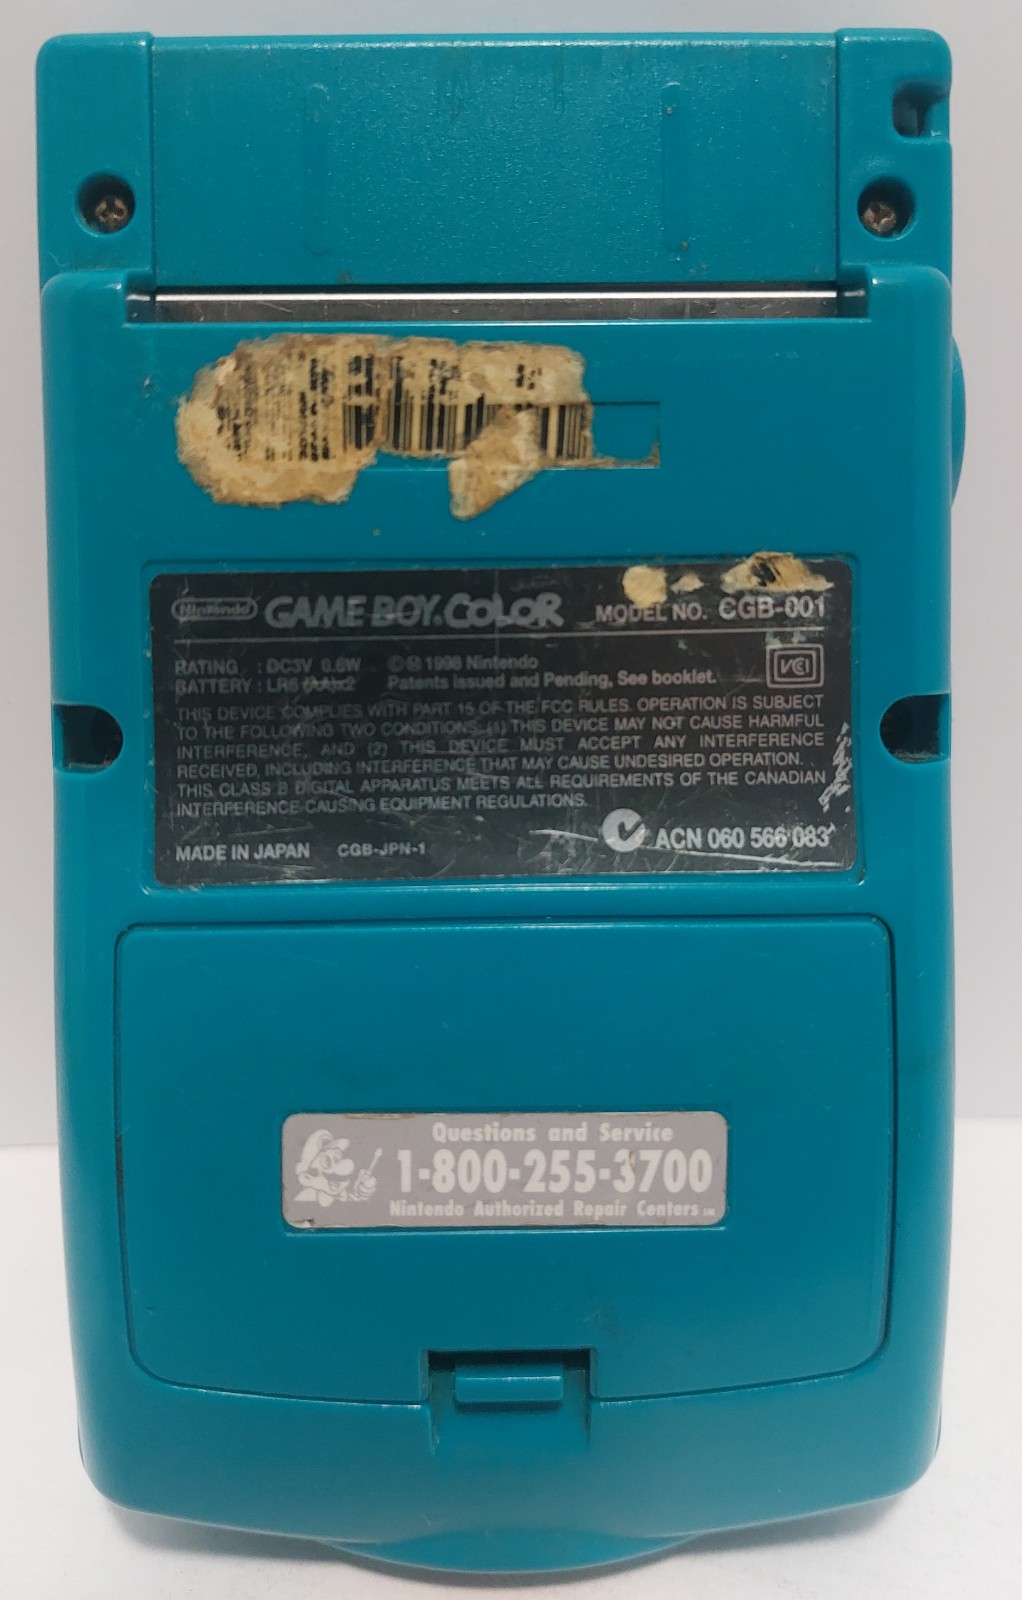 Nintendo GAME BOY COLOR MODEL NO. CGB-001
RATING : DC3V 0.6W © Ⓜ 1998 Nintendo
BATTERY : LR6 (AA)x2 Patents Issued and Pending, See booklet.
VCI
THIS DEVICE COMPLIES WITH PART 15 OF THE FCC RULES. OPERATION IS SUBJECT
TO THE FOLLOWING TWO CONDITIONS. (1) THIS DEVICE MAY NOT CAUSE HARMFUL
INTERFERENCE, AND (2) THIS DEVICE MUST ACCEPT ANY INTERFERENCE
RECEIVED, INCLUDING INTERFERENCE THAT MAY CAUSE UNDESIRED OPERATION.
THIS CLASS B DIGITAL APPARATUS MEETS ALL REQUIREMENTS OF THE CANADIAN
INTERFERENCE-CAUSING EQUIPMENT REGULATIONS.
ACN 060 566 083
MADE IN JAPAN CGB-JPN-1
Questions and Service
1-800-255-3700
Nintendo Authorized Repair Centers SM